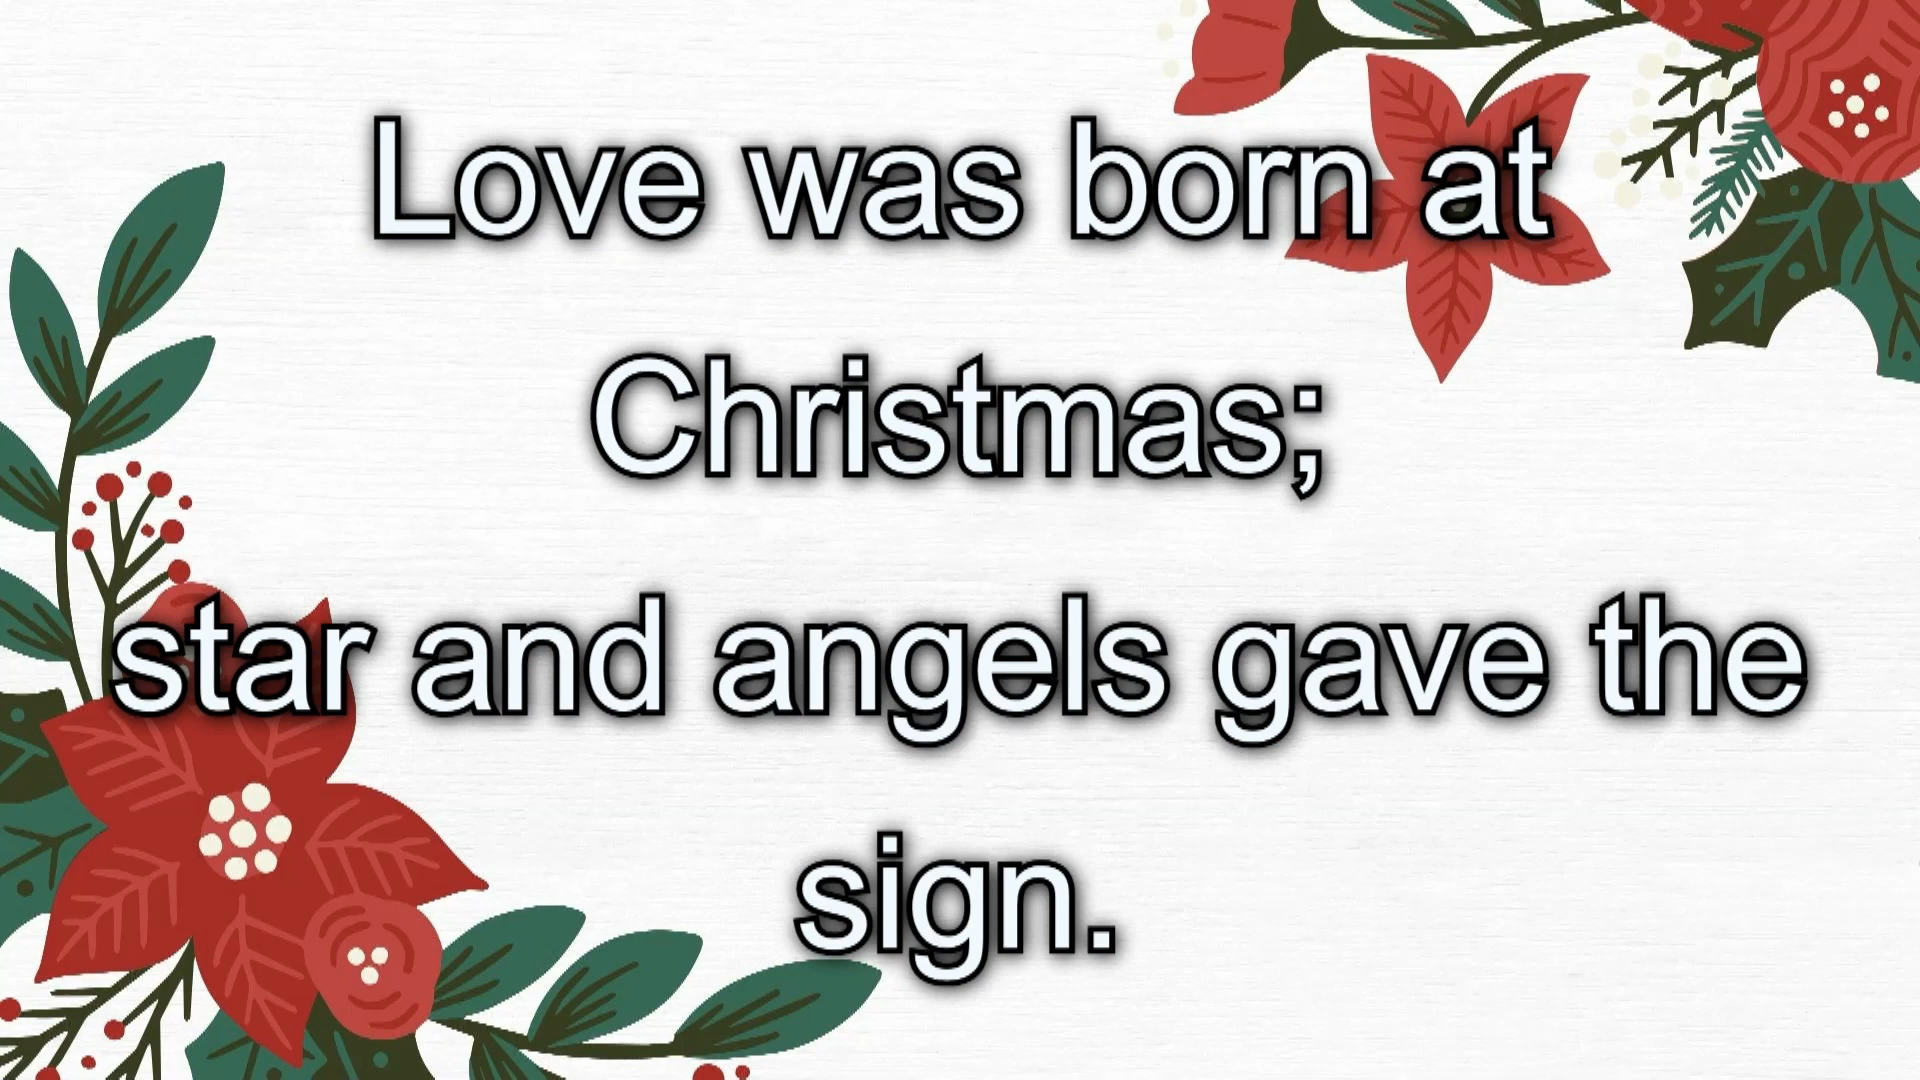 Love was born at
Christmas;
star and angels gave the
sign.